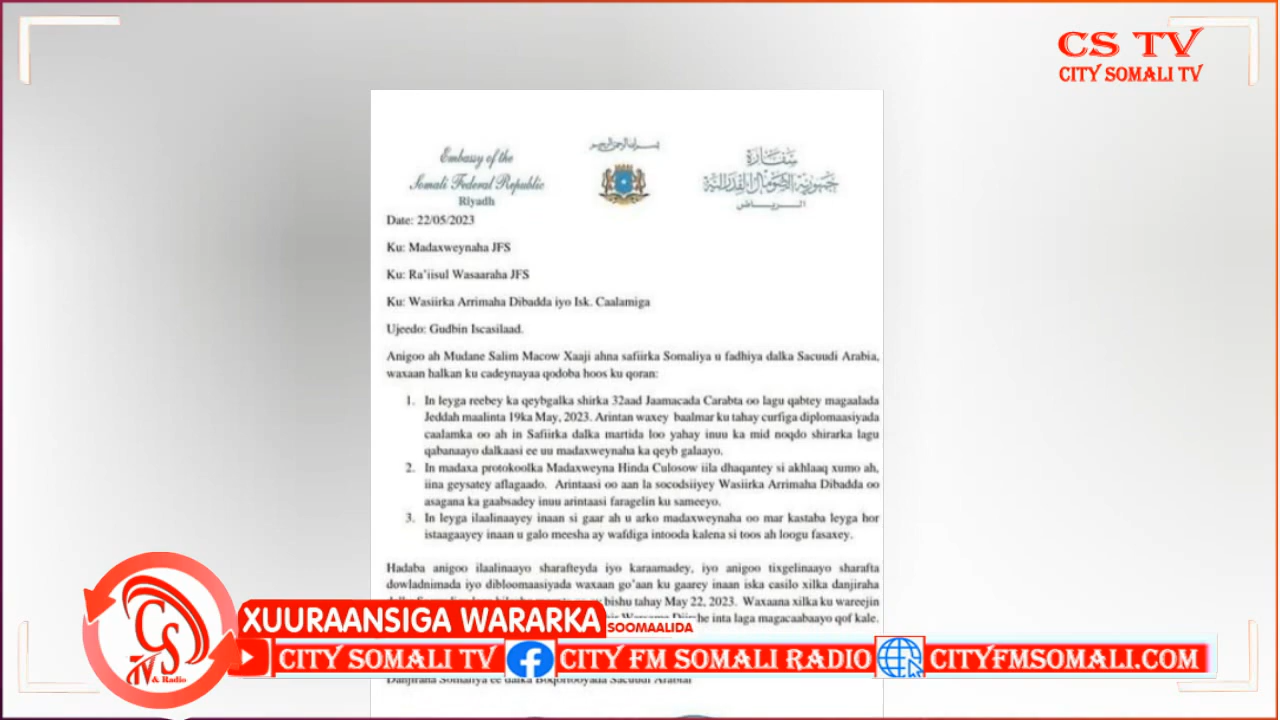 CS TV
CITY SOMALI TV
Embassy of the
Somali Federal Republic
Riyadh
سفارة
جمهورية الصومال الفدرالية
الرياض
Date: 22/05/2023
Ku: Madaxweynaha JFS
Ku: Ra'iisul Wasaaraha JFS
Ku: Wasiirka Arrimaha Dibadda iyo Isk. Caalamiga
Ujeedo: Gudbin Iscasilaad.
Anigoo ah Mudane Salim Macow Xaaji ahna safiirka Somaliya u fadhiya dalka Sacuudi Arabia,
waxaan halkan ku cadeynayaa qodoba hoos ku qoran:
1. In leyga reebey ka qeybgalka shirka 32aad Jaamacada Carabta oo lagu qabtey magaalada
Jeddah maalinta 19ka May, 2023. Arintan waxey baalmar ku tahay curfiga diplomaasiyada
caalamka oo ah in Safiirka dalka martida loo yahay inuu ka mid noqdo shirarka lagu
qabanaayo dalkaasi ee uu madaxweynaha ka qeyb galaayo.
2. In madaxa protokoolka Madaxweyna Hinda Culosow iila dhaqantey si akhlaaq xumo ah,
iina geysatey aflagaado. Arintaasi oo aan la socodsiiyey Wasiirka Arrimaha Dibadda oo
asagana ka gaabsadey inuu arintaasi faragelin ku sameeyo.
3. In leyga ilaalinaayey inaan si gaar ah u arko madaxweynaha oo mar kastaba leyga hor
istaagaayey inaan u galo meesha ay wafdiga intooda kalena si toos ah loogu fasaxey.
Hadaba anigoo ilaalinaayo sharafteyda iyo karaamadey, iyo anigoo tixgelinaayo sharafta
dowladnimada iyo dibloomaasiyada waxaan go'aan ku gaarey inaan iska casilo xilka danjiraha
bishu tahay May 22, 2023. Waxaana xilka ku wareejin
inta laga magacaabaayo qof kale.
XUURAANSIGA WARARKA
SOOMAALIDA
CS
TV & Radio
CITY SOMALI TV CITY FM SOMALI RADIO CITYFMSOMALI.COM
Danjiraha Somaliya ee dalka Boqortooyada Sacuudi Arabia